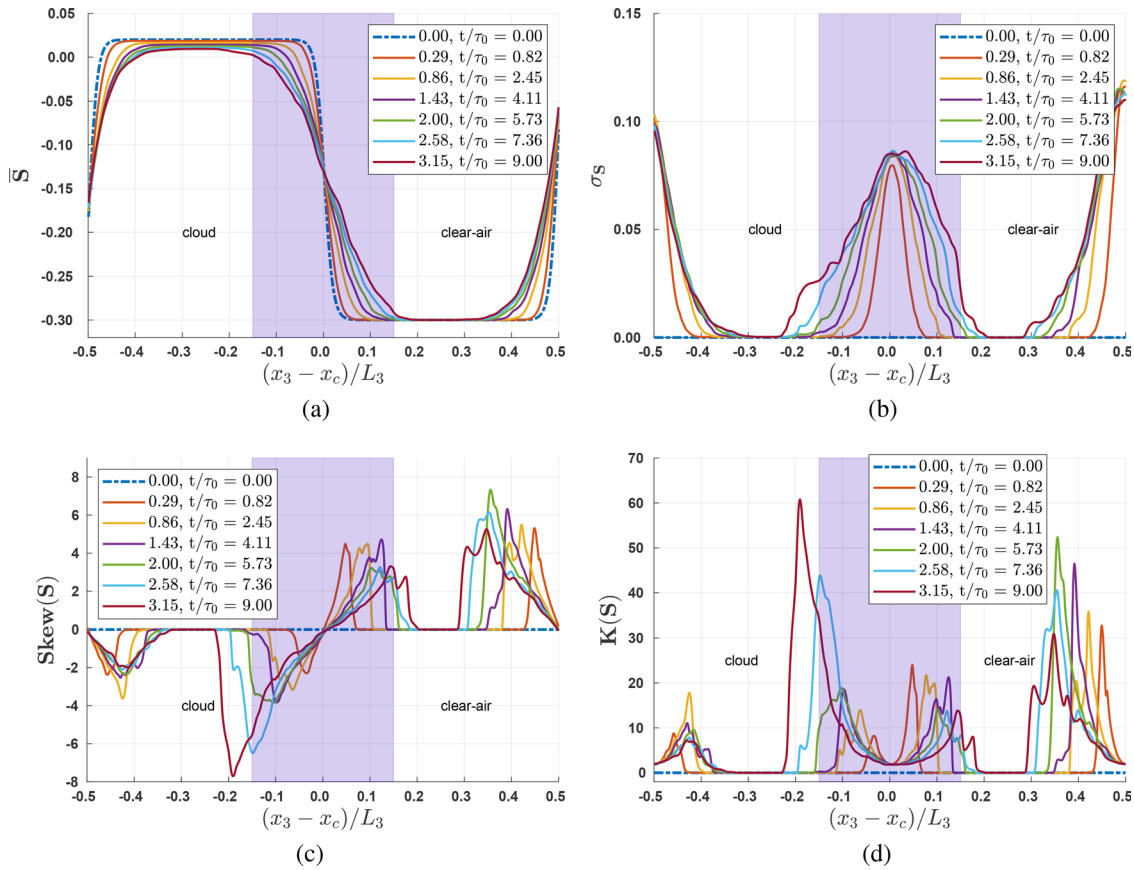 0.05
0.00
-0.05
-0.10
-0.15
-0.20
-0.25
-0.30
S̅
0.00, t/τ0 = 0.00
0.29, t/τ0 = 0.82
0.86, t/τ0 = 2.45
1.43, t/τ0 = 4.11
2.00, t/τ0 = 5.73
2.58, t/τ0 = 7.36
3.15, t/τ0 = 9.00
cloud
clear-air
-0.5 -0.4 -0.3 -0.2 -0.1 0.0 0.1 0.2 0.3 0.4 0.5
(x3 − xc)/L3
(a)
0.15
0.10
0.05
0.00
σS
0.00, t/τ0 = 0.00
0.29, t/τ0 = 0.82
0.86, t/τ0 = 2.45
1.43, t/τ0 = 4.11
2.00, t/τ0 = 5.73
2.58, t/τ0 = 7.36
3.15, t/τ0 = 9.00
cloud
clear-air
-0.5 -0.4 -0.3 -0.2 -0.1 0.0 0.1 0.2 0.3 0.4 0.5
(x3 − xc)/L3
(b)
8
6
4
2
0
-2
-4
-6
-8
Skew(S)
0.00, t/τ0 = 0.00
0.29, t/τ0 = 0.82
0.86, t/τ0 = 2.45
1.43, t/τ0 = 4.11
2.00, t/τ0 = 5.73
2.58, t/τ0 = 7.36
3.15, t/τ0 = 9.00
cloud
clear-air
-0.5 -0.4 -0.3 -0.2 -0.1 0.0 0.1 0.2 0.3 0.4 0.5
(x3 − xc)/L3
(c)
70
60
50
40
30
20
10
0
K(S)
0.00, t/τ0 = 0.00
0.29, t/τ0 = 0.82
0.86, t/τ0 = 2.45
1.43, t/τ0 = 4.11
2.00, t/τ0 = 5.73
2.58, t/τ0 = 7.36
3.15, t/τ0 = 9.00
cloud
clear-air
-0.5 -0.4 -0.3 -0.2 -0.1 0.0 0.1 0.2 0.3 0.4 0.5
(x3 − xc)/L3
(d)